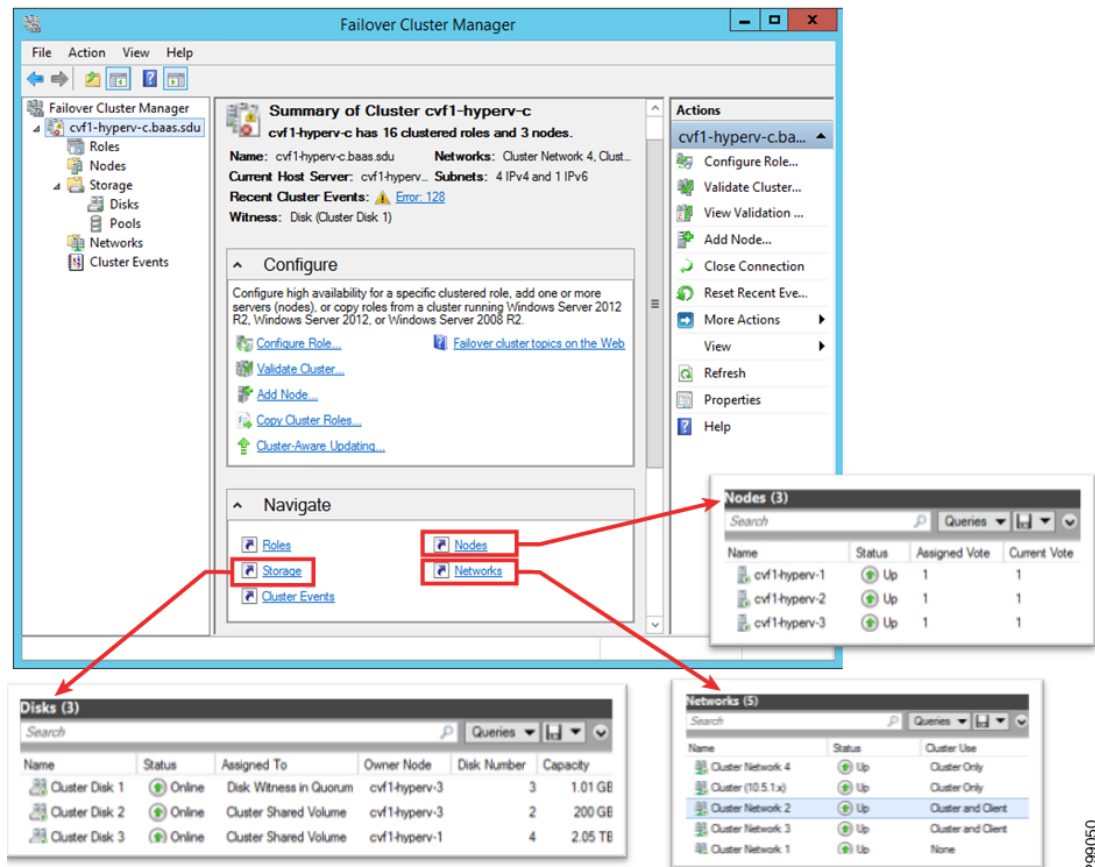 Failover Cluster Manager
File Action View Help
Failover Cluster Manager
cvf1-hyperv-c.baas.sdu
Roles
Nodes
Storage
Disks
Pools
Networks
Cluster Events
Summary of Cluster cvf1-hyperv-c
cvf1-hyperv-c has 16 clustered roles and 3 nodes.
Name: cvf1-hyperv-c.baas.sdu Networks: Cluster Network 4, Clust...
Current Host Server: cvf1-hyperv... Subnets: 4 IPv4 and 1 IPv6
Recent Cluster Events: Error: 128
Witness: Disk (Cluster Disk 1)
Configure
Configure high availability for a specific clustered role, add one or more
servers (nodes), or copy roles from a cluster running Windows Server 2012
R2, Windows Server 2012, or Windows Server 2008 R2.
Configure Role... Failover cluster topics on the Web
Validate Cluster...
Add Node...
Copy Cluster Roles...
Cluster-Aware Updating...
Navigate
Roles Nodes
Storage Networks
Cluster Events
Actions
cvf1-hyperv-c.ba...
Configure Role...
Validate Cluster...
View Validation ...
Add Node...
Close Connection
Reset Recent Eve...
More Actions
View
Refresh
Properties
Help
Nodes (3)
Search Queries
Name Status Assigned Vote Current Vote
cvf1-hyperv-1 Up 1 1
cvf1-hyperv-2 Up 1 1
cvf1-hyperv-3 Up 1 1
Disks (3)
Search Queries
Name Status Assigned To Owner Node Disk Number Capacity
Cluster Disk 1 Online Disk Witness in Quorum cvf1-hyperv-3 3 1.01 GB
Cluster Disk 2 Online Cluster Shared Volume cvf1-hyperv-3 2 200 GB
Cluster Disk 3 Online Cluster Shared Volume cvf1-hyperv-1 4 2.05 TB
Networks (5)
Search Queries
Name Status Cluster Use
Cluster Network 4 Up Cluster Only
Cluster (10.5.1.x) Up Cluster Only
Cluster Network 2 Up Cluster and Client
Cluster Network 3 Up Cluster and Client
Cluster Network 1 Up None
299050